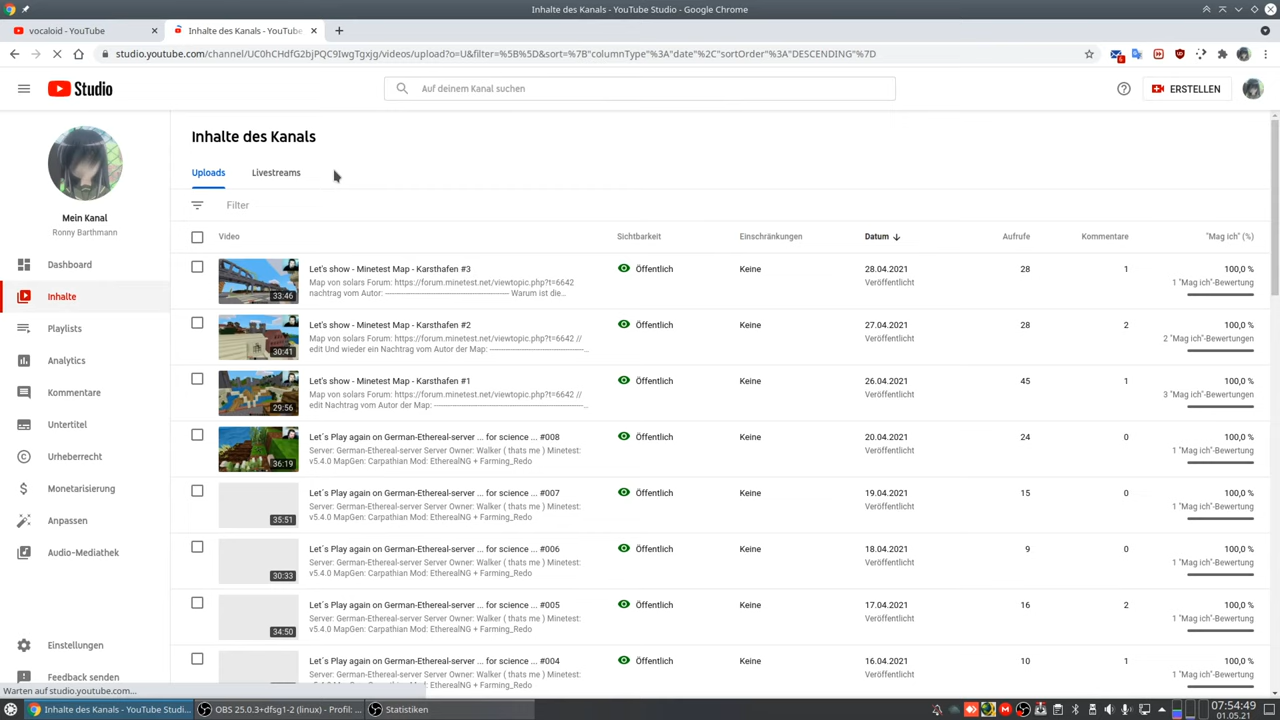 Inhalte des Kanals - YouTube Studio - Google Chrome
vocaloid - YouTube
Inhalte des Kanals - YouTube
studio.youtube.com/channel/UC0hCHdfG2bjPQC9IwgTgxjg/videos/upload?o=U&filter=%5B%5D&sort=%7B"columnType"%3A"date"%2C"sortOrder"%3A"DESCENDING"%7D
Studio
Auf deinem Kanal suchen
ERSTELLEN
Mein Kanal
Ronny Barthmann
Dashboard
Inhalte
Playlists
Analytics
Kommentare
Untertitel
Urheberrecht
Monetarisierung
Anpassen
Audio-Mediathek
Einstellungen
Feedback senden
Inhalte des Kanals
Uploads Livestreams
Filter
Video Sichtbarkeit Einschränkungen Datum Aufrufe Kommentare "Mag ich" (%)
Let's show - Minetest Map - Karsthafen #3 Öffentlich Keine 28.04.2021 28 1 100,0 %
Map von solars Forum: https://forum.minetest.net/viewtopic.php?t=6642 Veröffentlicht 1 "Mag ich"-Bewertung
nachtrag vom Autor: ---------------------------------------- Warum ist die…
33:46
Let's show - Minetest Map - Karsthafen #2 Öffentlich Keine 27.04.2021 28 2 100,0 %
Map von solars Forum: https://forum.minetest.net/viewtopic.php?t=6642 // Veröffentlicht 2 "Mag ich"-Bewertungen
edit Und wieder ein Nachtrag vom Autor der Map: ------------------------------…
30:41
Let's show - Minetest Map - Karsthafen #1 Öffentlich Keine 26.04.2021 45 1 100,0 %
Map von solars Forum: https://forum.minetest.net/viewtopic.php?t=6642 // Veröffentlicht 3 "Mag ich"-Bewertungen
edit Nachtrag vom Autor der Map: ----------------------------------------…
29:56
Let´s Play again on German-Ethereal-server ... for science ... #008 Öffentlich Keine 20.04.2021 24 0 100,0 %
Server: German-Ethereal-server Server Owner: Walker ( thats me ) Minetest: Veröffentlicht 1 "Mag ich"-Bewertung
v5.4.0 MapGen: Carpathian Mod: EtherealNG + Farming_Redo
36:19
Let´s Play again on German-Ethereal-server ... for science ... #007 Öffentlich Keine 19.04.2021 15 0 100,0 %
Server: German-Ethereal-server Server Owner: Walker ( thats me ) Minetest: Veröffentlicht 1 "Mag ich"-Bewertung
v5.4.0 MapGen: Carpathian Mod: EtherealNG + Farming_Redo
35:51
Let´s Play again on German-Ethereal-server ... for science ... #006 Öffentlich Keine 18.04.2021 9 0 100,0 %
Server: German-Ethereal-server Server Owner: Walker ( thats me ) Minetest: Veröffentlicht 1 "Mag ich"-Bewertung
v5.4.0 MapGen: Carpathian Mod: EtherealNG + Farming_Redo
30:33
Let´s Play again on German-Ethereal-server ... for science ... #005 Öffentlich Keine 17.04.2021 16 2 100,0 %
Server: German-Ethereal-server Server Owner: Walker ( thats me ) Minetest: Veröffentlicht 1 "Mag ich"-Bewertung
v5.4.0 MapGen: Carpathian Mod: EtherealNG + Farming_Redo
34:50
Let´s Play again on German-Ethereal-server ... for science ... #004 Öffentlich Keine 16.04.2021 10 1 100,0 %
Server: German-Ethereal-server Server Owner: Walker ( thats me ) Minetest: Veröffentlicht 1 "Mag ich"-Bewertung
v5.4.0 MapGen: Carpathian Mod: EtherealNG + Farming_Redo
Warten auf studio.youtube.com...
Inhalte des Kanals - YouTube Studi... OBS 25.0.3+dfsg1-2 (linux) - Profil: ... Statistiken
07:54:49
01.05.21